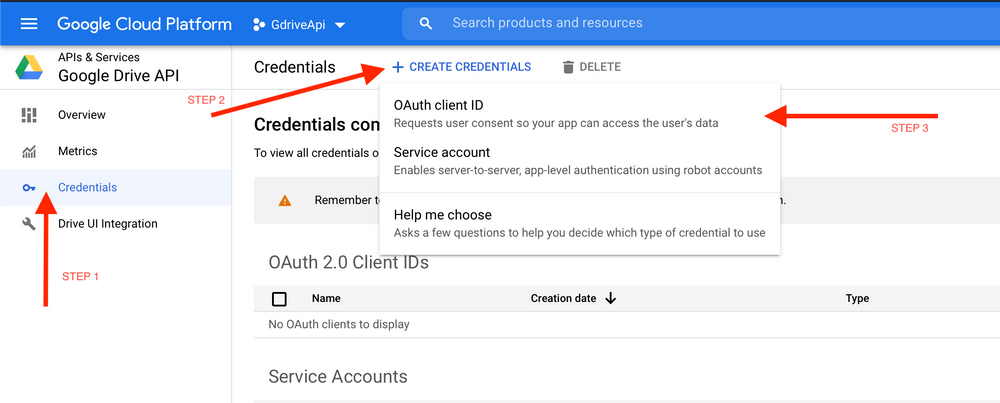 Google Cloud Platform
GdriveApi
Search products and resources
APIs & Services
Google Drive API
Credentials
+ CREATE CREDENTIALS
DELETE
STEP 2
Overview
Metrics
Credentials
Drive UI Integration
STEP 1
OAuth client ID
Requests user consent so your app can access the user's data
STEP 3
Service account
Enables server-to-server, app-level authentication using robot accounts
Help me choose
Asks a few questions to help you decide which type of credential to use
Credentials
To view all credentials
Remember
OAuth 2.0 Client IDs
Name
Creation date
Type
No OAuth clients to display
Service Accounts